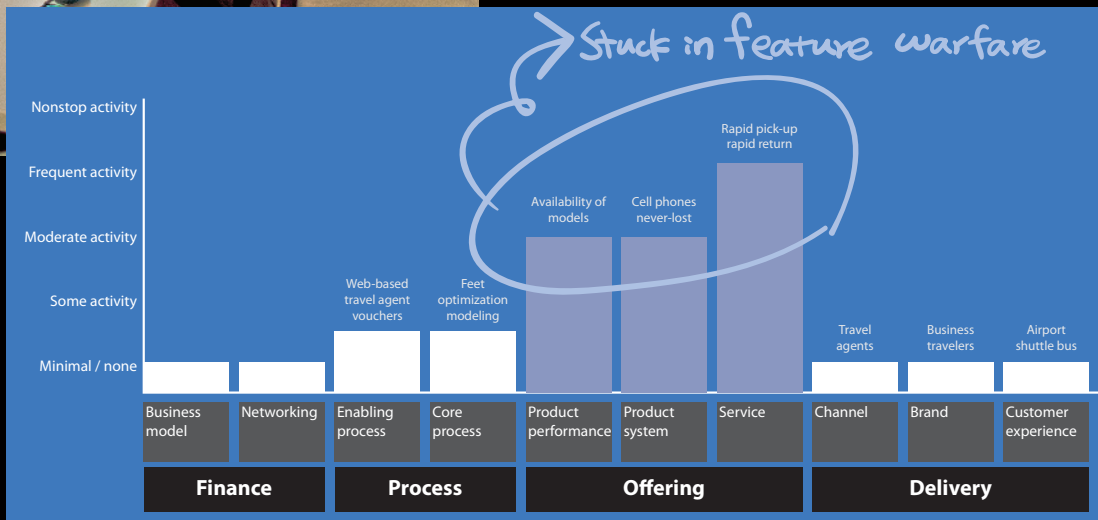 Stuck in feature warfare
Nonstop activity
Frequent activity
Moderate activity
Some activity
Minimal / none
Web-based
travel agent
vouchers
Feet
optimization
modeling
Availability of
models
Cell phones
never-lost
Rapid pick-up
rapid return
Travel
agents
Business
travelers
Airport
shuttle bus
Business
model
Networking
Enabling
process
Core
process
Product
performance
Product
system
Service
Channel
Brand
Customer
experience
Finance
Process
Offering
Delivery